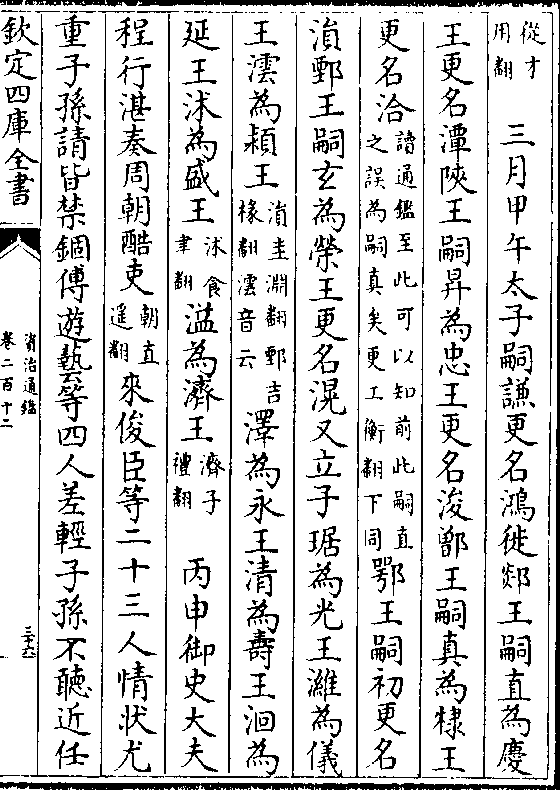 從才
用翻
三月甲午太子嗣謙更名鴻徙郯王嗣直為慶
王更名潭陜王嗣昇為忠王更名浚鄫王嗣真為棣王
更名洽
讀通鑑至此可以知前此嗣直
之誤為嗣真矣更工衡翻下同
鄂王嗣初更名
涓鄄王嗣玄為榮王更名滉又立子琚為光王濰為儀
王澐為潁王
涓圭淵翻鄄吉
椽翻澐音云
澤為永王清為壽王洄為
延王沭為盛王
沭食
聿翻
溢為濟王
濟子
禮翻
丙申御史大夫
程行湛奏周朝酷吏
朝直
遥翻
來俊臣等二十三人情狀尤
重子孫請皆禁錮傅遊藝等四人差輕子孫不聽近任
欽定四庫全書
資治通鑑
卷二百十二